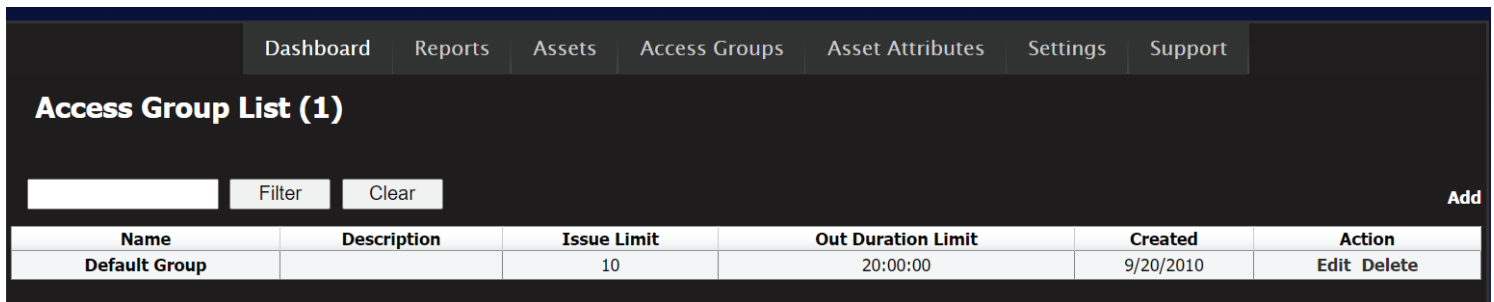 Dashboard Reports Assets Access Groups Asset Attributes Settings Support
Access Group List (1)
Filter Clear Add
Name Description Issue Limit Out Duration Limit Created Action
Default Group 10 20:00:00 9/20/2010 Edit Delete